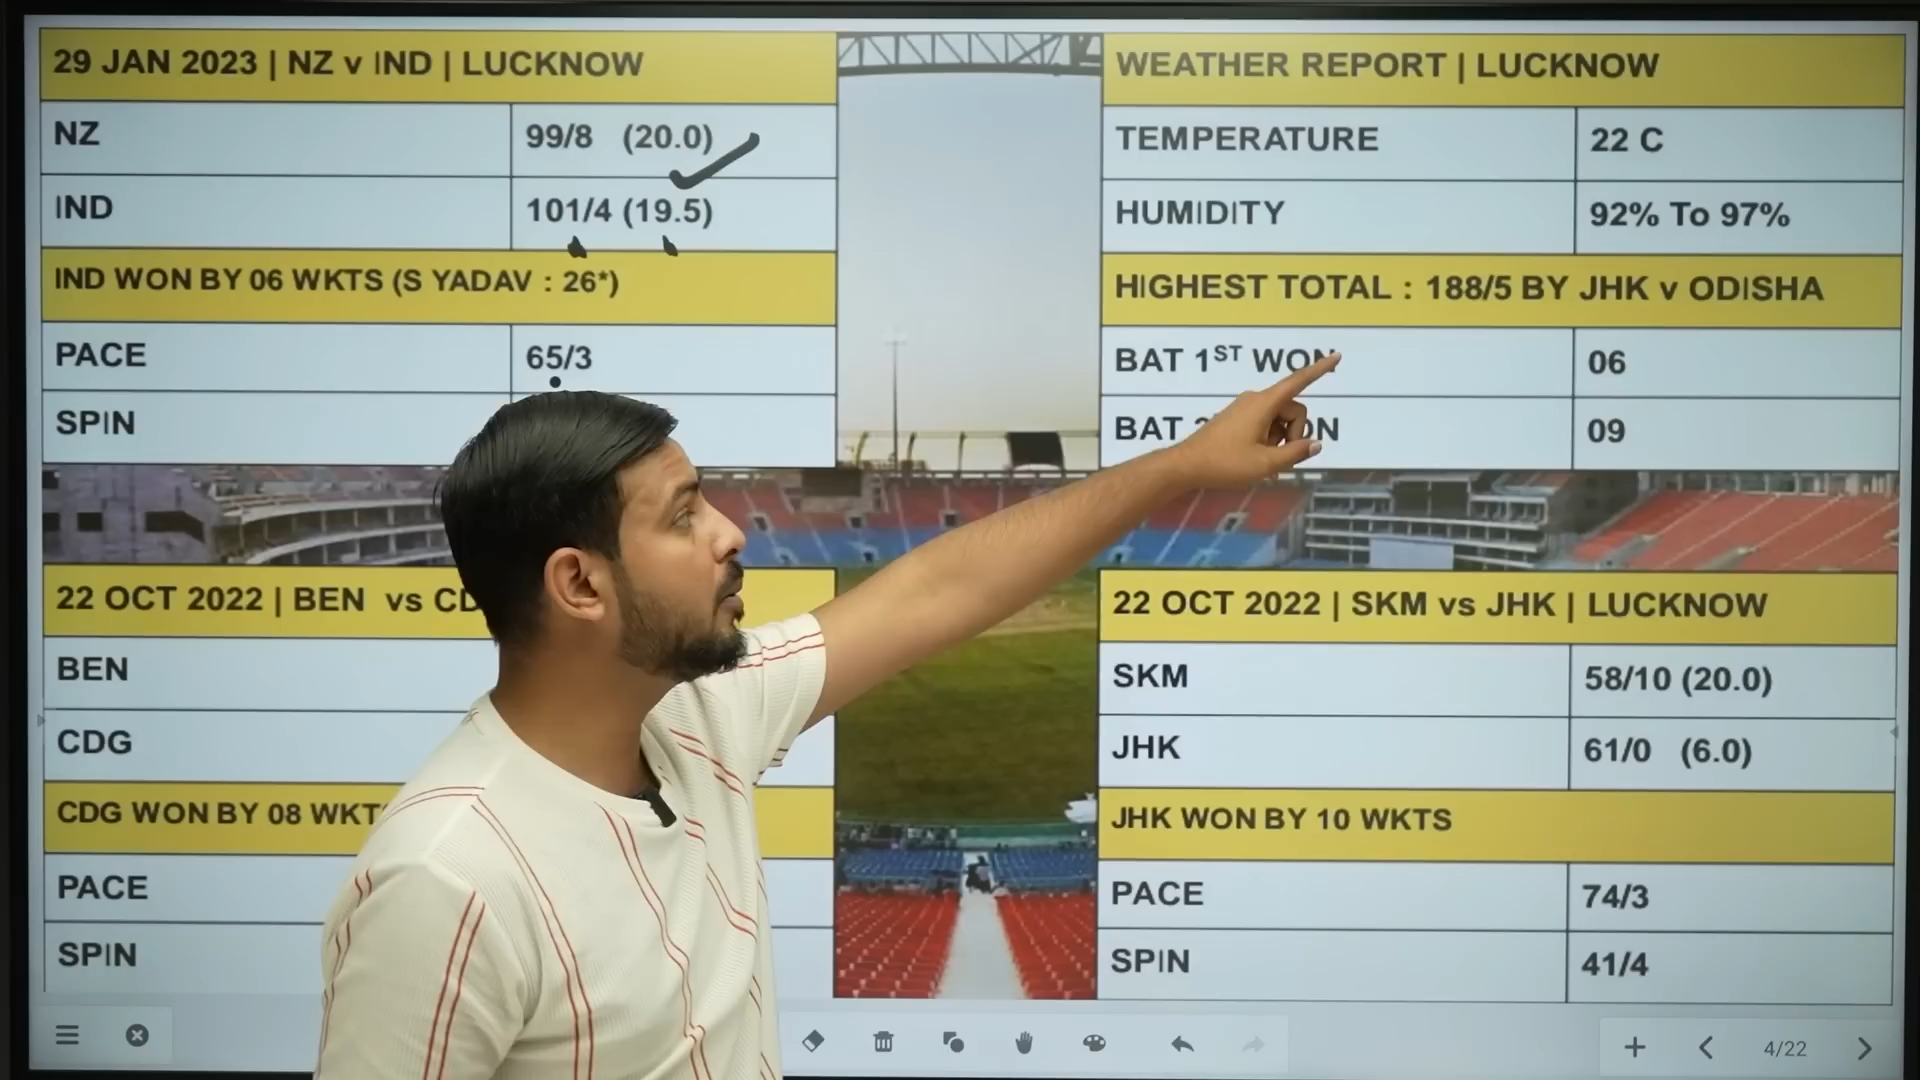 29 JAN 2023 | NZ v IND | LUCKNOW
NZ 99/8 (20.0)
IND 101/4 (19.5)
IND WON BY 06 WKTS (S YADAV : 26*)
PACE 65/3
SPIN
WEATHER REPORT | LUCKNOW
TEMPERATURE 22 C
HUMIDITY 92% To 97%
HIGHEST TOTAL : 188/5 BY JHK v ODISHA
BAT 1ST WON 06
BAT 09
22 OCT 2022 | BEN vs
BEN
CDG
CDG WON BY 08
PACE
SPIN
22 OCT 2022 | SKM vs JHK | LUCKNOW
SKM 58/10 (20.0)
JHK 61/0 (6.0)
JHK WON BY 10 WKTS
PACE 74/3
SPIN 41/4
4/22